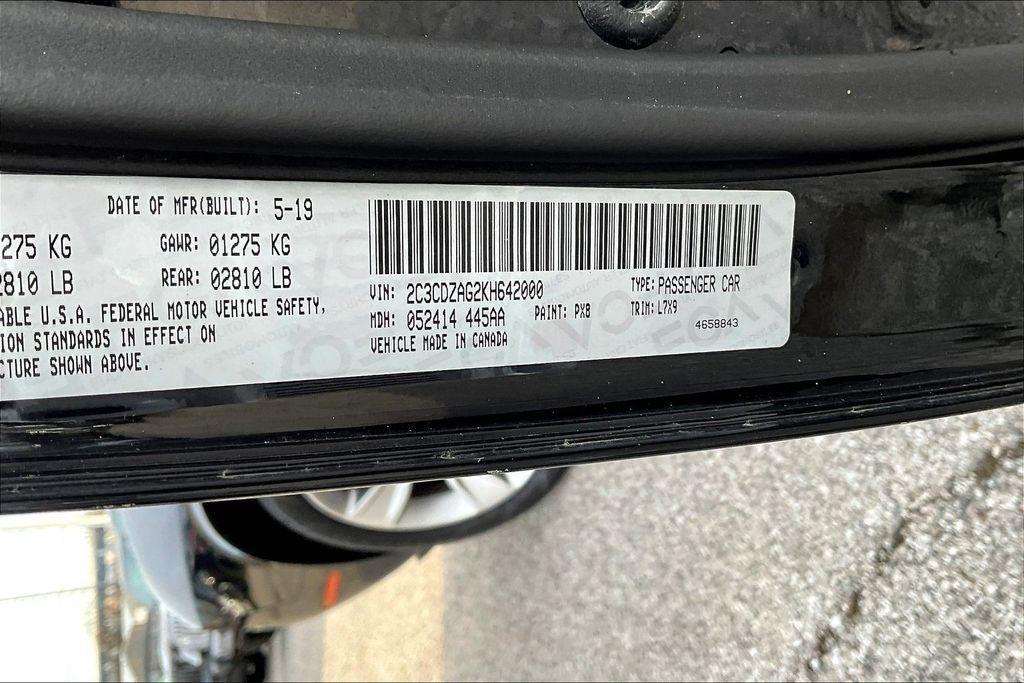 DATE OF MFR(BUILT): 5-19
275 KG GAWR: 01275 KG
2810 LB REAR: 02810 LB
ABLE U.S.A. FEDERAL MOTOR VEHICLE SAFETY,
ION STANDARDS IN EFFECT ON
CTURE SHOWN ABOVE.
VIN: 2C3CDZAG2KH642000 TYPE: PASSENGER CAR
MDH: 052414 445AA PAINT: PX8 TRIM: L7X9
VEHICLE MADE IN CANADA 4658843